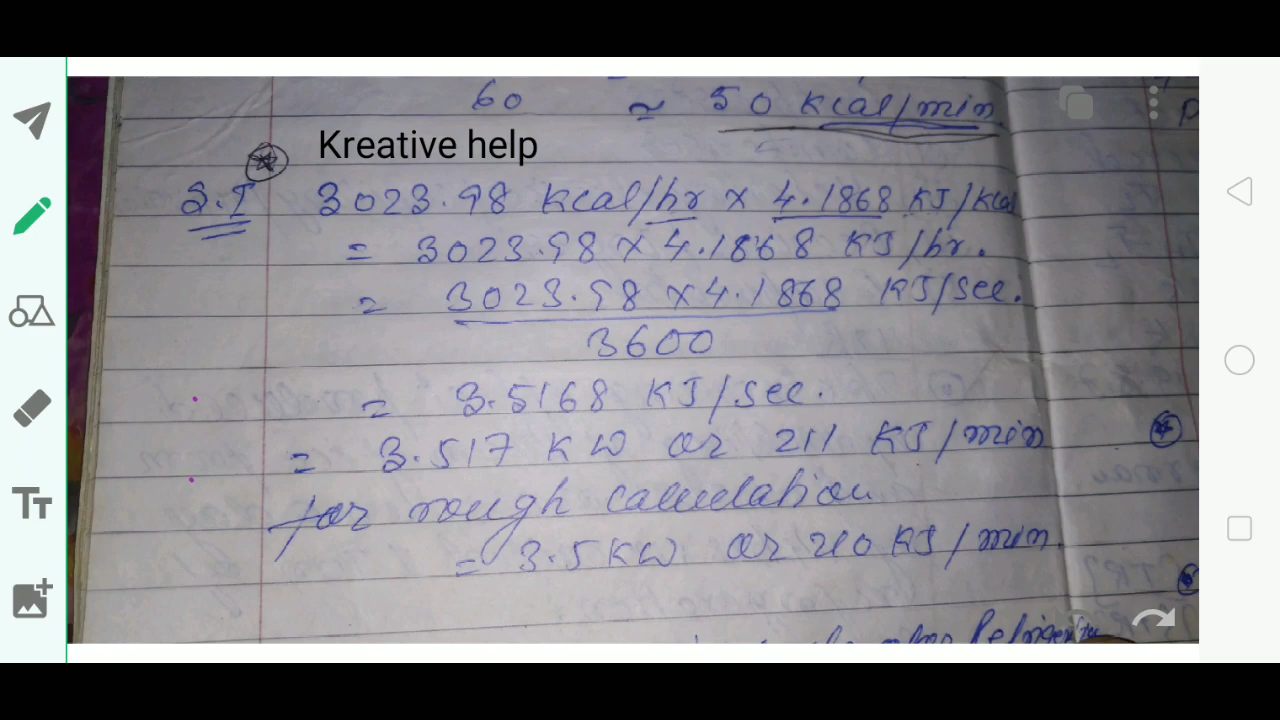 60 ≈ 50 kcal/min
Kreative help
S.I 3023.98 kcal/hr × 4.1868 KJ/kcal
= 3023.98 × 4.1868 KJ/hr.
= 3023.98 × 4.1868 KJ/sec.
3600
= 3.5168 KJ/sec.
= 3.517 KW or 211 KJ/min
for rough calculation
= 3.5 KW or 210 KJ/min.
TT